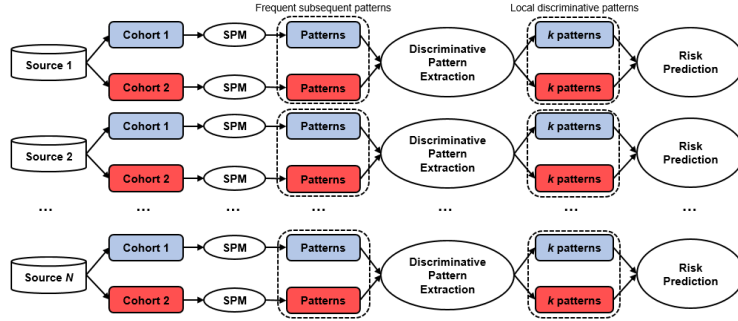 Frequent subsequent patterns
Local discriminative patterns
Source 1
Cohort 1
SPM
Patterns
Cohort 2
SPM
Patterns
Discriminative
Pattern
Extraction
k patterns
k patterns
Risk
Prediction
Source 2
Cohort 1
SPM
Patterns
Cohort 2
SPM
Patterns
Discriminative
Pattern
Extraction
k patterns
k patterns
Risk
Prediction
... ... ... ... ... ... ...
Source N
Cohort 1
SPM
Patterns
Cohort 2
SPM
Patterns
Discriminative
Pattern
Extraction
k patterns
k patterns
Risk
Prediction